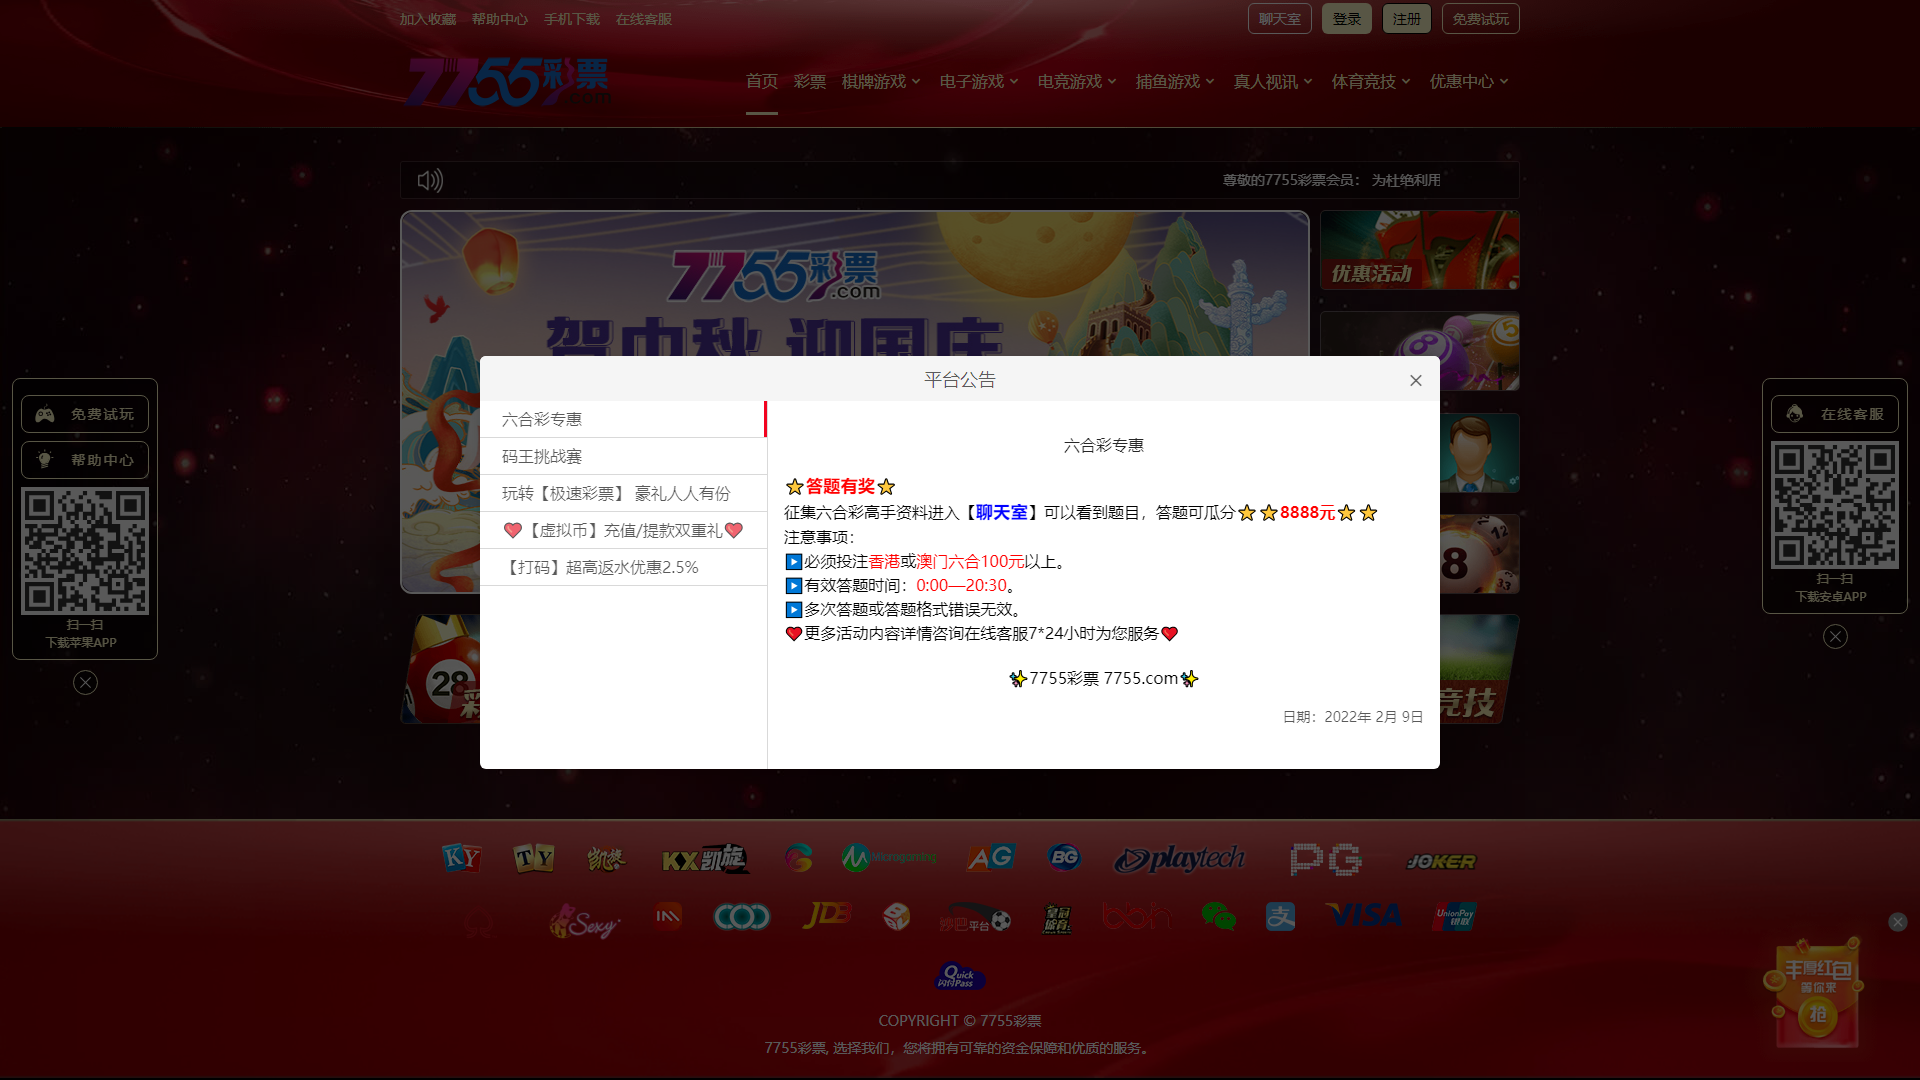 加入收藏 帮助中心 手机下载 在线客服
聊天室 登录 注册 免费试玩
7755彩票.com
首页 彩票 棋牌游戏 电子游戏 电竞游戏 捕鱼游戏 真人视讯 体育竞技 优惠中心
尊敬的7755彩票会员： 为杜绝利用
7755彩票.com
贺中秋 迎国庆
优惠活动
平台公告
六合彩专惠
码王挑战赛
玩转【极速彩票】 豪礼人人有份
❤️【虚拟币】充值/提款双重礼❤️
【打码】超高返水优惠2.5%
六合彩专惠
⭐答题有奖⭐
征集六合彩高手资料进入【聊天室】可以看到题目，答题可瓜分⭐ ⭐8888元⭐ ⭐
注意事项：
▶️必须投注香港或澳门六合100元以上。
▶️有效答题时间：0:00—20:30。
▶️多次答题或答题格式错误无效。
❤️更多活动内容详情咨询在线客服7*24小时为您服务❤️
✨7755彩票 7755.com✨
日期：2022年 2月 9日
免费试玩
帮助中心
扫一扫
下载苹果APP
在线客服
扫一扫
下载安卓APP
28
彩
8
竞技
KY TY 凯旋 KX凯旋 Microgaming AG BG playtech PG JOKER
Sexy IM JDB 沙巴平台 皇冠体育 bbin 支 VISA UnionPay 银联
Quick Pass 闪付
COPYRIGHT © 7755彩票
7755彩票, 选择我们，您将拥有可靠的资金保障和优质的服务。
丰厚红包
等你来
抢